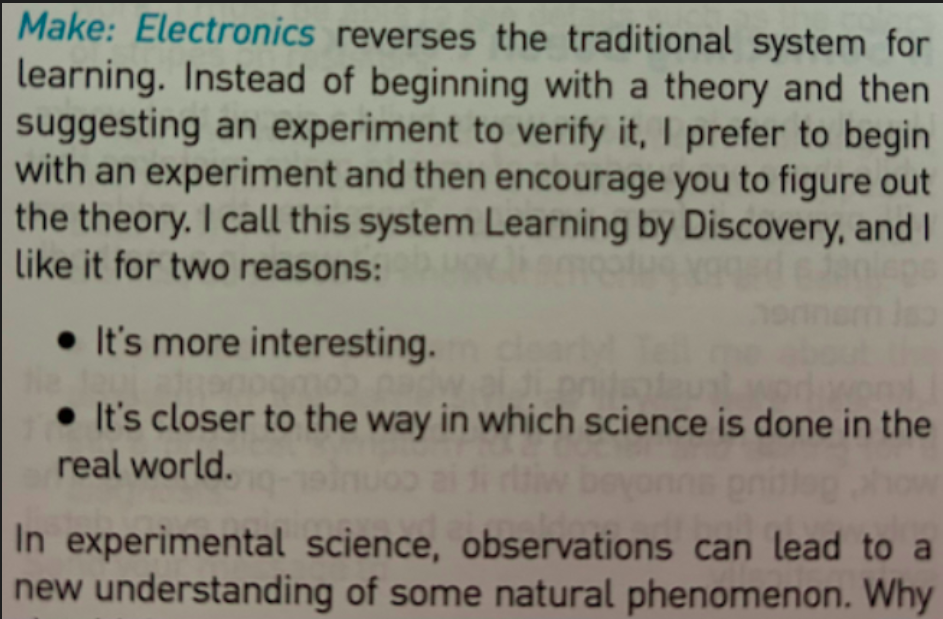 Make: Electronics reverses the traditional system for
learning. Instead of beginning with a theory and then
suggesting an experiment to verify it, I prefer to begin
with an experiment and then encourage you to figure out
the theory. I call this system Learning by Discovery, and I
like it for two reasons:
• It's more interesting.
• It's closer to the way in which science is done in the
real world.
In experimental science, observations can lead to a
new understanding of some natural phenomenon. Why